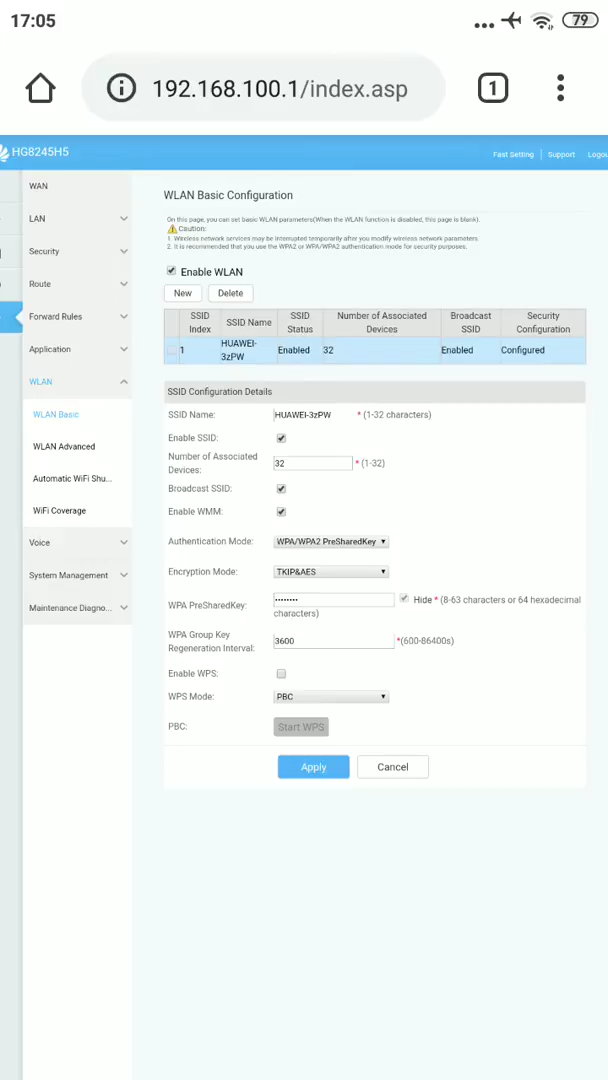 17:05
79
192.168.100.1/index.asp
1
HG8245H5
Fast Setting | Support
WAN
LAN
Security
Route
Forward Rules
Application
WLAN
WLAN Basic
WLAN Advanced
Automatic WiFi Shu...
WiFi Coverage
Voice
System Management
Maintenance Diagno...
WLAN Basic Configuration
On this page, you can set basic WLAN parameters(When the WLAN function is disabled, this page is blank).
Caution:
1. Wireless network services may be interrupted temporarily after you modify wireless network parameters.
2. It is recommended that you use the WPA2 or WPA/WPA2 authentication mode for security purposes.
Enable WLAN
New Delete
SSID Index SSID Name SSID Status Number of Associated Devices Broadcast SSID Security Configuration
1 HUAWEI-3zPW Enabled 32 Enabled Configured
SSID Configuration Details
SSID Name: HUAWEI-3zPW * (1-32 characters)
Enable SSID:
Number of Associated
Devices: 32 * (1-32)
Broadcast SSID:
Enable WMM:
Authentication Mode: WPA/WPA2 PreSharedKey
Encryption Mode: TKIP&AES
WPA PreSharedKey: •••••••• Hide * (8-63 characters or 64 hexadecimal
characters)
WPA Group Key
Regeneration Interval: 3600 *(600-86400s)
Enable WPS:
WPS Mode: PBC
PBC: Start WPS
Apply Cancel